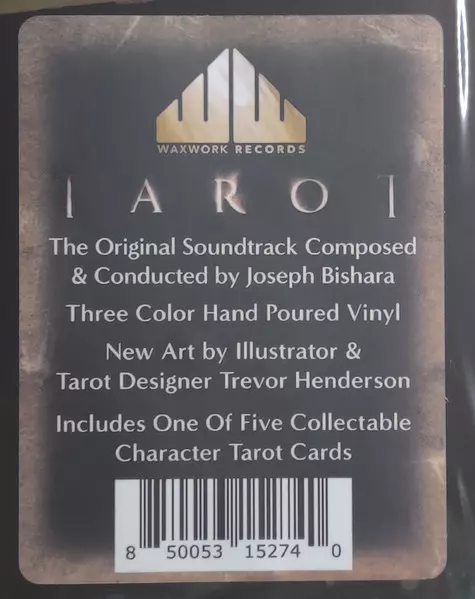 WAXWORK RECORDS
TAROT
The Original Soundtrack Composed
& Conducted by Joseph Bishara
Three Color Hand Poured Vinyl
New Art by Illustrator &
Tarot Designer Trevor Henderson
Includes One Of Five Collectable
Character Tarot Cards
8 50053 15274 0